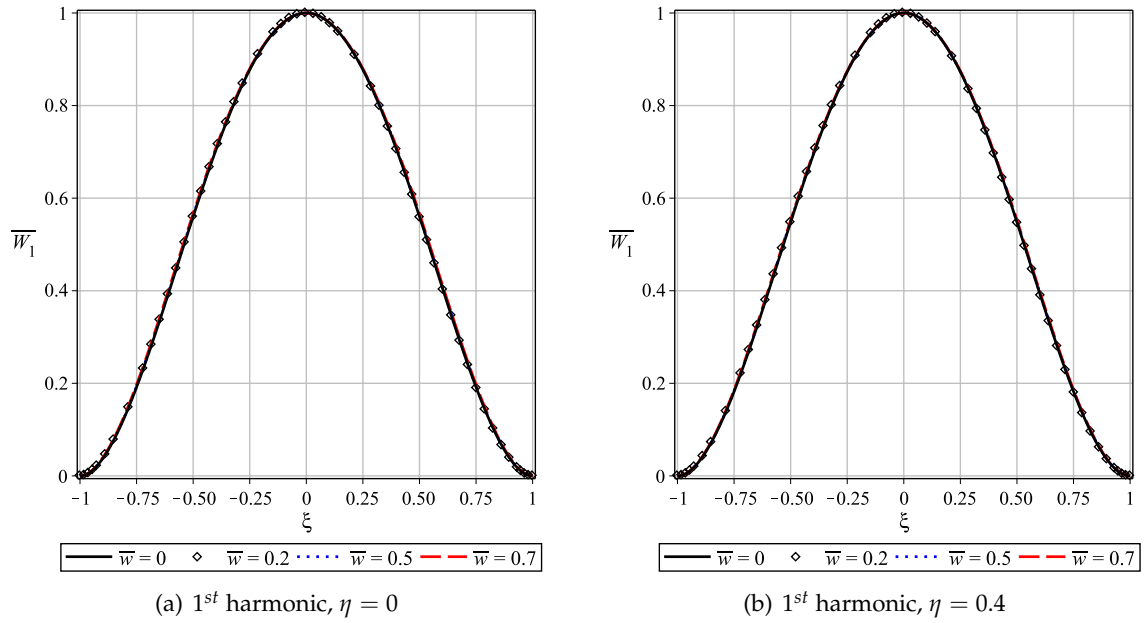 1
0.8
0.6
W̅₁
0.4
0.2
0
−1 −0.75 −0.50 −0.25 0 0.25 0.50 0.75 1
ξ
w̅ = 0 w̅ = 0.2 w̅ = 0.5 w̅ = 0.7
(a) 1ˢᵗ harmonic, η = 0
1
0.8
0.6
W̅₁
0.4
0.2
0
−1 −0.75 −0.50 −0.25 0 0.25 0.50 0.75 1
ξ
w̅ = 0 w̅ = 0.2 w̅ = 0.5 w̅ = 0.7
(b) 1ˢᵗ harmonic, η = 0.4